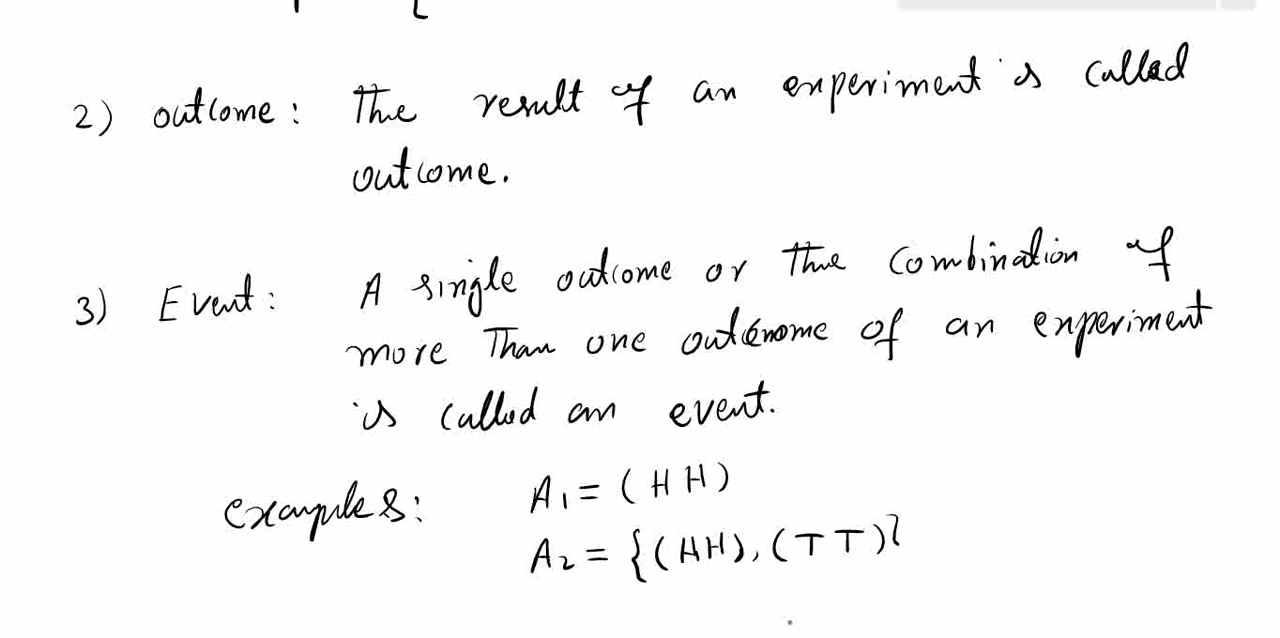 2) outcome: The result of an experiment is called
outcome.
3) Event: A single outcome or the combination of
more than one outcome of an experiment
is called an event.
examples: A₁ = (HH)
A₂ = {(HH), (TT)}